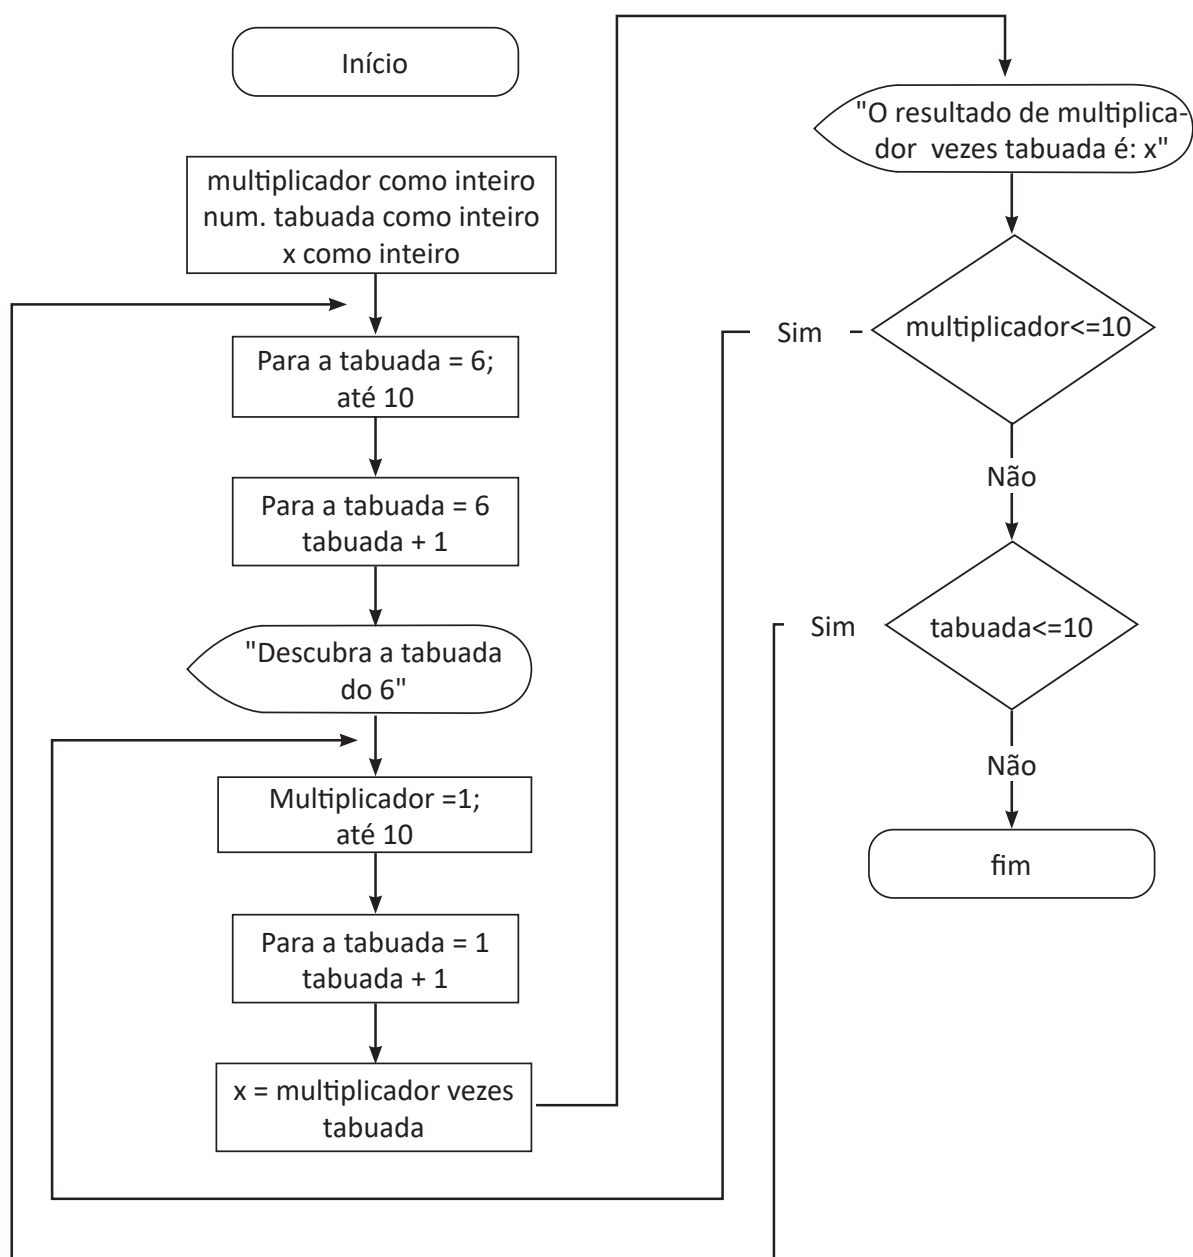 Início
multiplicador como inteiro
num. tabuada como inteiro
x como inteiro
Para a tabuada = 6;
até 10
Para a tabuada = 6
tabuada + 1
"Descubra a tabuada
do 6"
Multiplicador =1;
até 10
Para a tabuada = 1
tabuada + 1
x = multiplicador vezes
tabuada
"O resultado de multiplica-
dor vezes tabuada é: x"
multiplicador<=10
Sim
Não
tabuada<=10
Sim
Não
fim